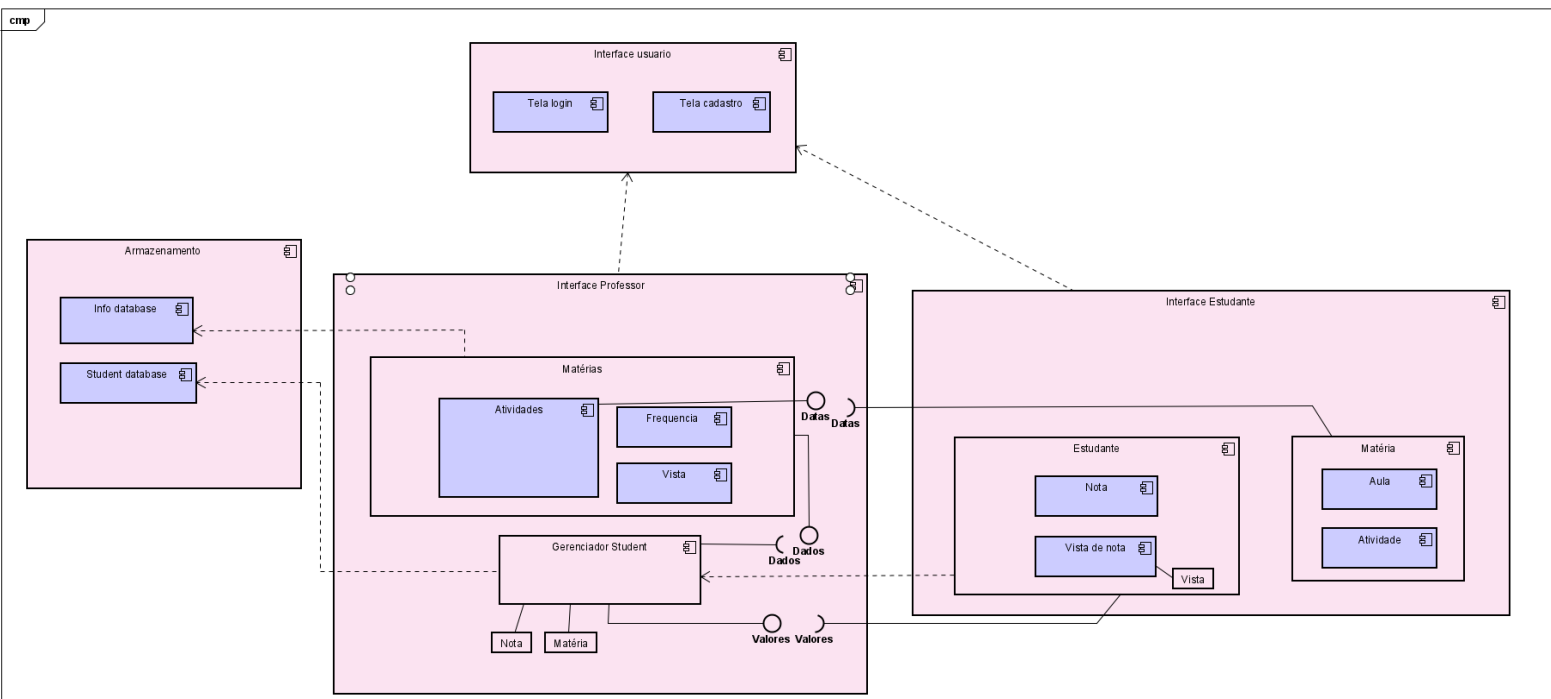 cmp
Interface usuario
Tela login
Tela cadastro
Armazenamento
Info database
Student database
Interface Professor
Matérias
Atividades
Frequencia
Vista
Datas
Datas
Dados
Dados
Gerenciador Student
Nota
Matéria
Valores
Valores
Interface Estudante
Estudante
Nota
Vista de nota
Vista
Matéria
Aula
Atividade